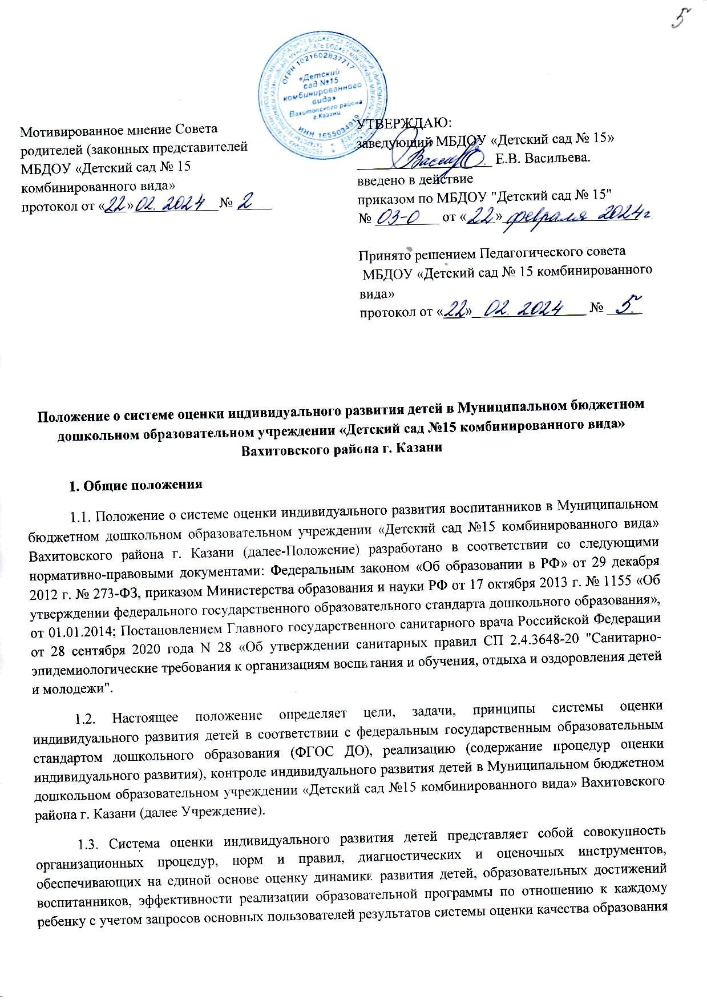 5
ОГРН 1021602837717
«Детский
сад №15
комбинированного
вида»
Вахитовского района
г.Казани
ИНН 1655034919
Мотивированное мнение Совета
родителей (законных представителей
МБДОУ «Детский сад № 15
комбинированного вида»
протокол от «22» 02. 2024 № 2
УТВЕРЖДАЮ:
заведующий МБДОУ «Детский сад № 15»
Е.В. Васильева.
введено в действие
приказом по МБДОУ "Детский сад № 15"
№ 03-О от «22» февраля 2024 г.
Принято решением Педагогического совета
МБДОУ «Детский сад № 15 комбинированного
вида»
протокол от «22» 02. 2024 № 5.
Положение о системе оценки индивидуального развития детей в Муниципальном бюджетном
дошкольном образовательном учреждении «Детский сад №15 комбинированного вида»
Вахитовского района г. Казани
1. Общие положения
1.1. Положение о системе оценки индивидуального развития воспитанников в Муниципальном
бюджетном дошкольном образовательном учреждении «Детский сад №15 комбинированного вида»
Вахитовского района г. Казани (далее-Положение) разработано в соответствии со следующими
нормативно-правовыми документами: Федеральным законом «Об образовании в РФ» от 29 декабря
2012 г. № 273-ФЗ, приказом Министерства образования и науки РФ от 17 октября 2013 г. № 1155 «Об
утверждении федерального государственного образовательного стандарта дошкольного образования»,
от 01.01.2014; Постановлением Главного государственного санитарного врача Российской Федерации
от 28 сентября 2020 года N 28 «Об утверждении санитарных правил СП 2.4.3648-20 "Санитарно-
эпидемиологические требования к организациям воспитания и обучения, отдыха и оздоровления детей
и молодежи".
1.2. Настоящее положение определяет цели, задачи, принципы системы оценки
индивидуального развития детей в соответствии с федеральным государственным образовательным
стандартом дошкольного образования (ФГОС ДО), реализацию (содержание процедур оценки
индивидуального развития), контроле индивидуального развития детей в Муниципальном бюджетном
дошкольном образовательном учреждении «Детский сад №15 комбинированного вида» Вахитовского
района г. Казани (далее Учреждение).
1.3. Система оценки индивидуального развития детей представляет собой совокупность
организационных процедур, норм и правил, диагностических и оценочных инструментов,
обеспечивающих на единой основе оценку динамики развития детей, образовательных достижений
воспитанников, эффективности реализации образовательной программы по отношению к каждому
ребенку с учетом запросов основных пользователей результатов системы оценки качества образования